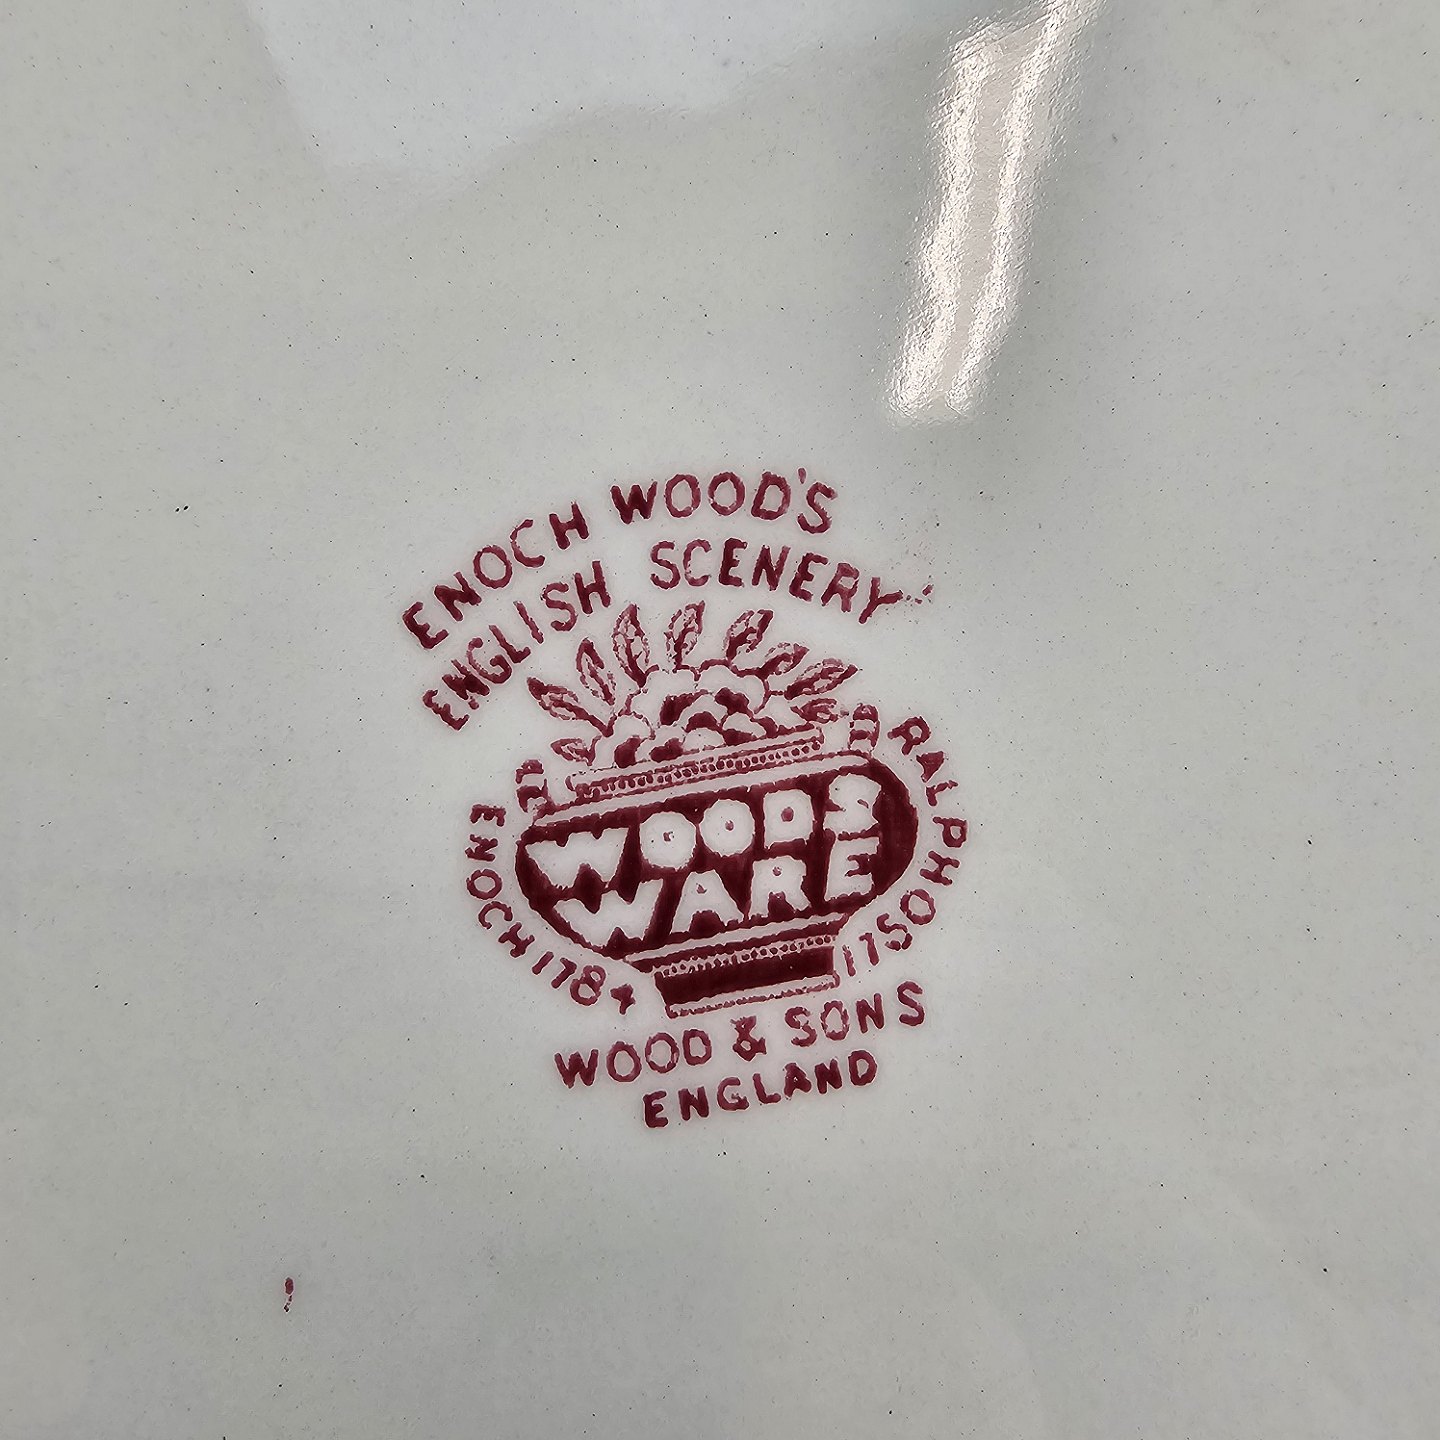 ENOCH WOOD'S
ENGLISH SCENERY
WOODS
WARE
ENOCH 1784
RALPH 1750
WOOD & SONS
ENGLAND